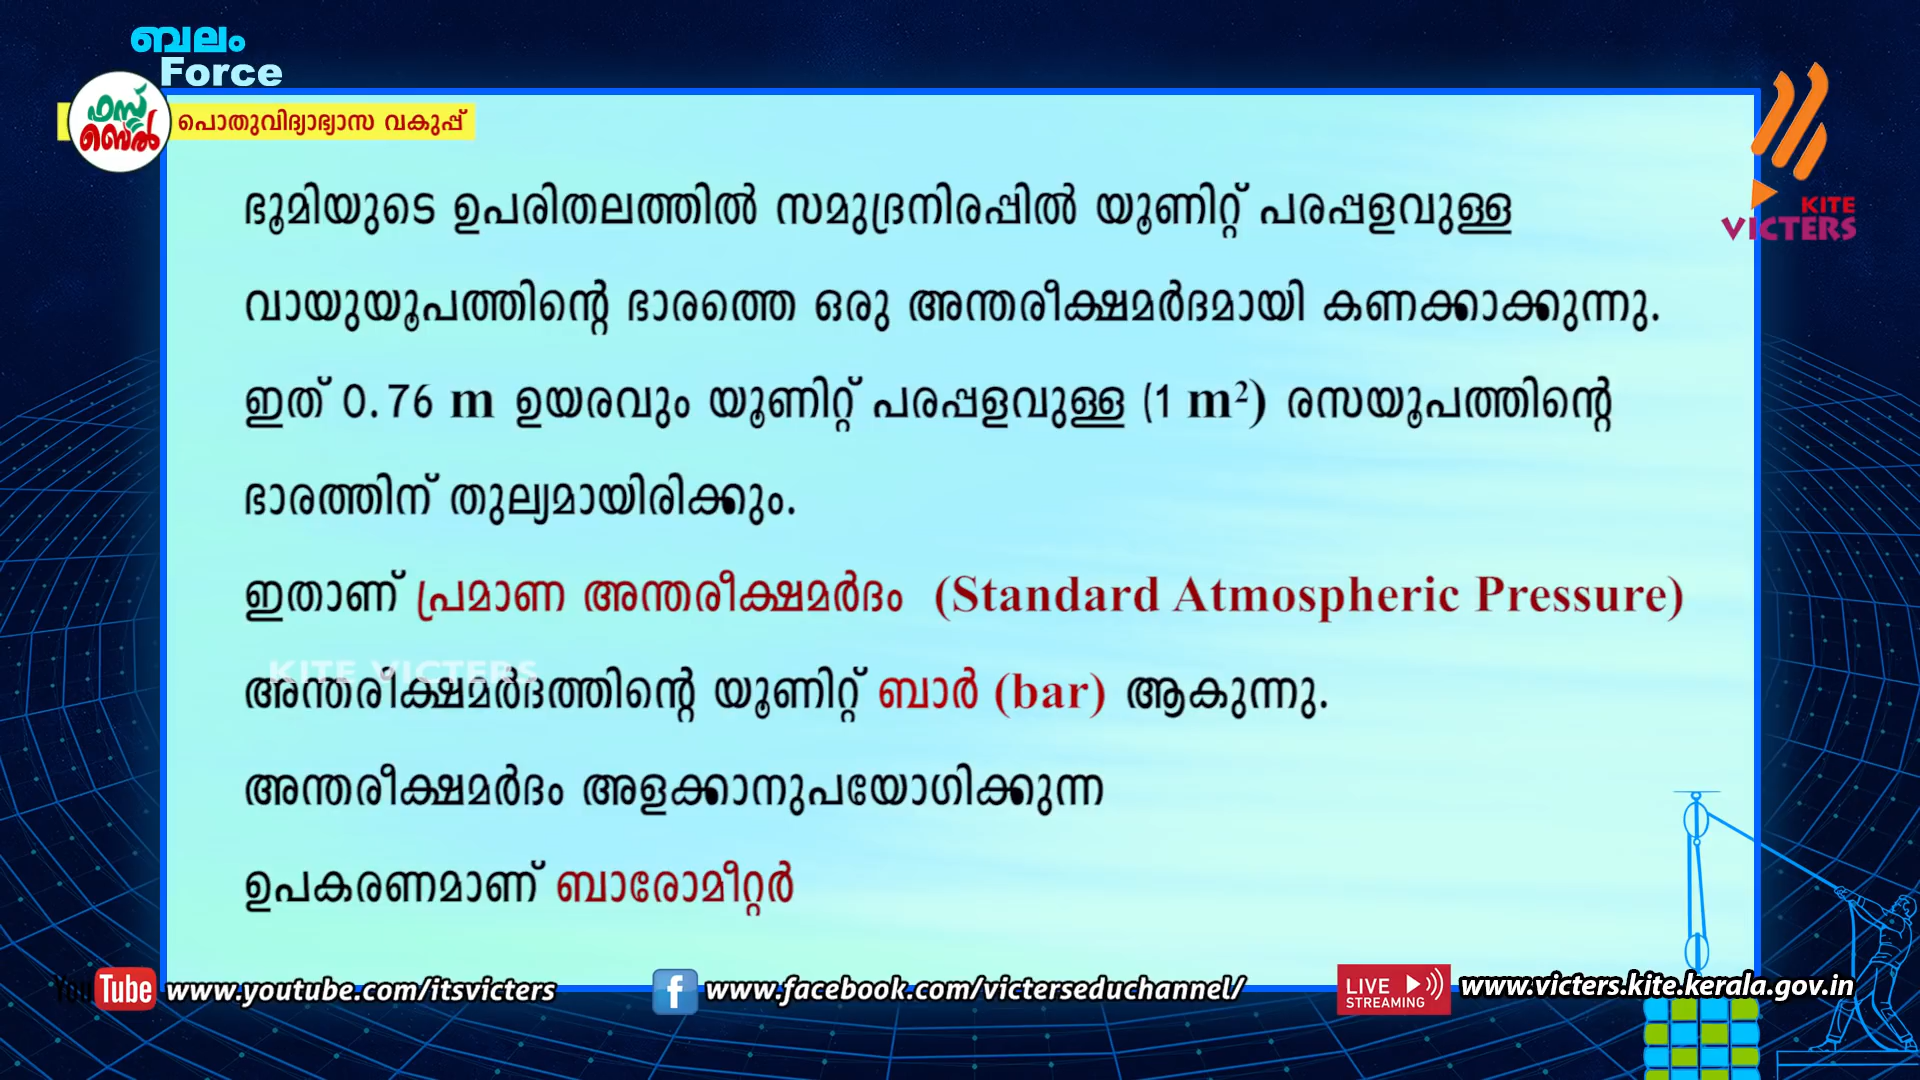 ബലം
Force
ഫസ്റ്റ് ബെൽ
പൊതുവിദ്യാഭ്യാസ വകുപ്പ്
KITE
VICTERS
ഭൂമിയുടെ ഉപരിതലത്തിൽ സമുദ്രനിരപ്പിൽ യൂണിറ്റ് പരപ്പളവുള്ള
വായുയൂപത്തിന്റെ ഭാരത്തെ ഒരു അന്തരീക്ഷമർദമായി കണക്കാക്കുന്നു.
ഇത് 0.76 m ഉയരവും യൂണിറ്റ് പരപ്പളവുള്ള (1 m²) രസയൂപത്തിന്റെ
ഭാരത്തിന് തുല്യമായിരിക്കും.
ഇതാണ് പ്രമാണ അന്തരീക്ഷമർദം (Standard Atmospheric Pressure)
KITE VICTERS
അന്തരീക്ഷമർദത്തിന്റെ യൂണിറ്റ് ബാർ (bar) ആകുന്നു.
അന്തരീക്ഷമർദം അളക്കാനുപയോഗിക്കുന്ന
ഉപകരണമാണ് ബാരോമീറ്റർ
YouTube www.youtube.com/itsvicters f www.facebook.com/victerseduchannel/ LIVE STREAMING www.victers.kite.kerala.gov.in